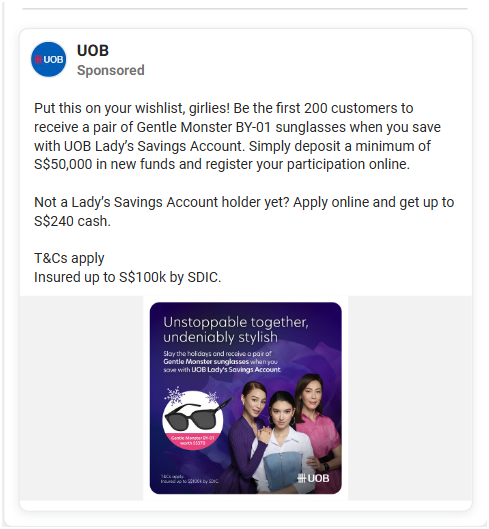 UOB
UOB
Sponsored
Put this on your wishlist, girlies! Be the first 200 customers to
receive a pair of Gentle Monster BY-01 sunglasses when you save
with UOB Lady’s Savings Account. Simply deposit a minimum of
S$50,000 in new funds and register your participation online.
Not a Lady’s Savings Account holder yet? Apply online and get up to
S$240 cash.
T&Cs apply
Insured up to S$100k by SDIC.
Unstoppable together,
undeniably stylish
Slay the holidays and receive a pair of
Gentle Monster sunglasses when you
save with UOB Lady's Savings Account.
Gentle Monster BY-01
worth S$370
T&Cs apply
Insured up to S$100k by SDIC.
UOB